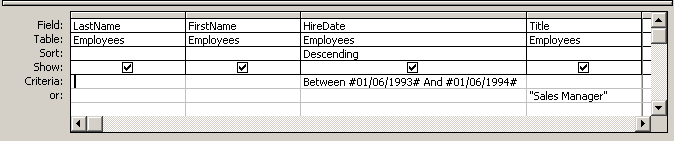 Field: LastName FirstName HireDate Title
Table: Employees Employees Employees Employees
Sort: Descending
Show:
Criteria: Between #01/06/1993# And #01/06/1994#
or: "Sales Manager"